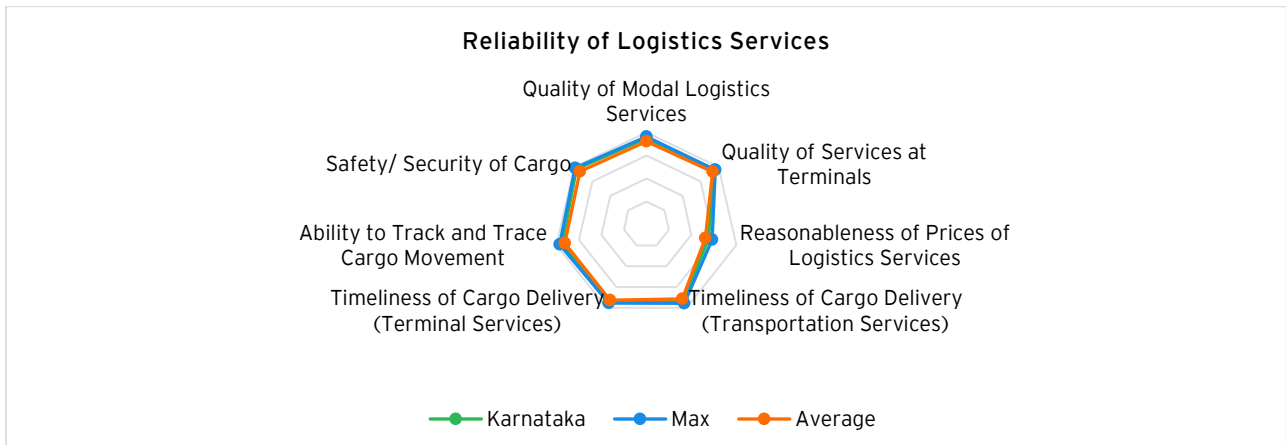 Reliability of Logistics Services
Quality of Modal Logistics
Services
Quality of Services at
Terminals
Reasonableness of Prices of
Logistics Services
Timeliness of Cargo Delivery
(Transportation Services)
Timeliness of Cargo Delivery
(Terminal Services)
Ability to Track and Trace
Cargo Movement
Safety/ Security of Cargo
Karnataka
Max
Average